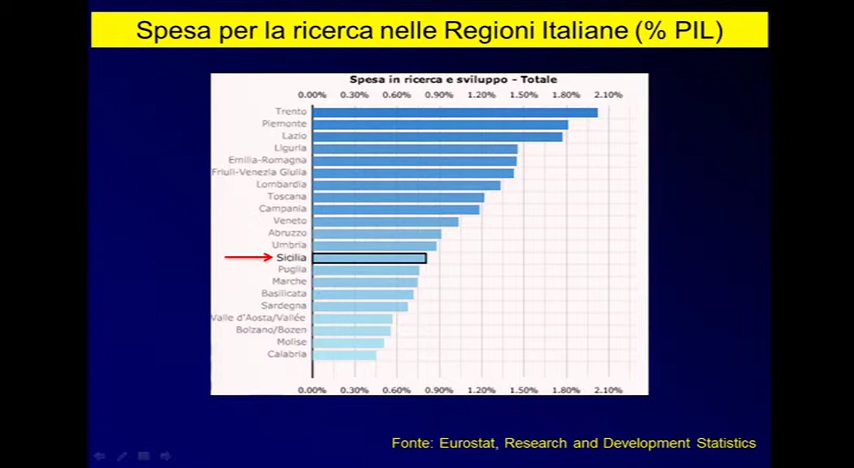 Spesa per la ricerca nelle Regioni Italiane (% PIL)
Spesa in ricerca e sviluppo - Totale
0.00% 0.30% 0.60% 0.90% 1.20% 1.50% 1.80% 2.10%
Trento
Piemonte
Lazio
Liguria
Emilia-Romagna
Friuli-Venezia Giulia
Lombardia
Toscana
Campania
Veneto
Abruzzo
Umbria
Sicilia
Puglia
Marche
Basilicata
Sardegna
Valle d'Aosta/Vallée
Bolzano/Bozen
Molise
Calabria
0.00% 0.30% 0.60% 0.90% 1.20% 1.50% 1.80% 2.10%
Fonte: Eurostat, Research and Development Statistics